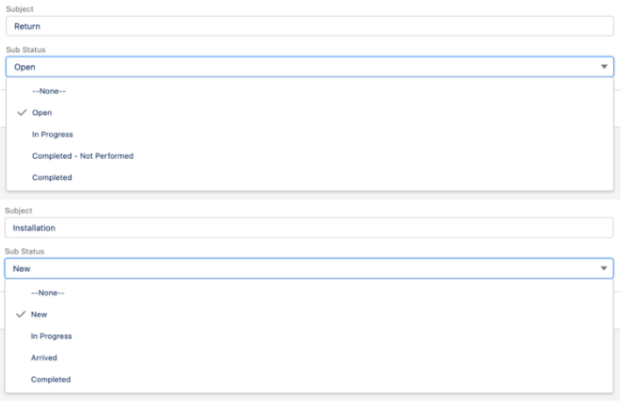 Subject
Return
Sub Status
Open
--None--
Open
In Progress
Completed - Not Performed
Completed
Subject
Installation
Sub Status
New
--None--
New
In Progress
Arrived
Completed